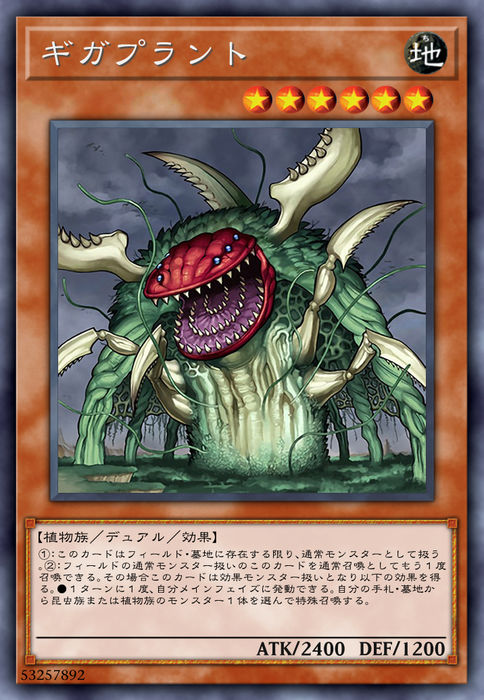 ギガプラント
ち
地
【植物族／デュアル／効果】
①：このカードはフィールド・墓地に存在する限り、通常モンスターとして扱う
。②：フィールドの通常モンスター扱いのこのカードを通常召喚としてもう１度
召喚できる。その場合このカードは効果モンスター扱いとなり以下の効果を得
る。●１ターンに１度、自分メインフェイズに発動できる。自分の手札・墓地か
ら昆虫族または植物族のモンスター１体を選んで特殊召喚する。
ATK/2400 DEF/1200
53257892